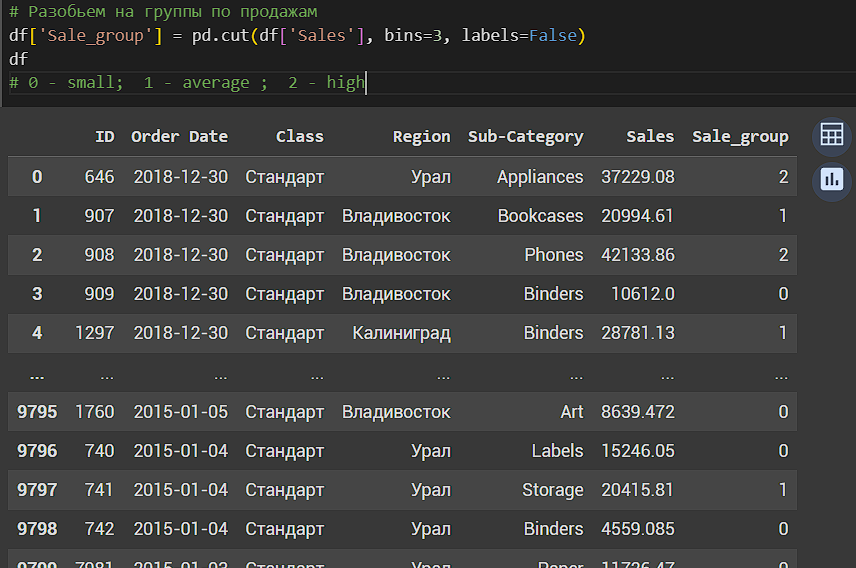 # Разобьем на группы по продажам
df['Sale_group'] = pd.cut(df['Sales'], bins=3, labels=False)
df
# 0 - small;  1 - average ;  2 - high
ID Order Date Class Region Sub-Category Sales Sale_group
0 646 2018-12-30 Стандарт Урал Appliances 37229.08 2
1 907 2018-12-30 Стандарт Владивосток Bookcases 20994.61 1
2 908 2018-12-30 Стандарт Владивосток Phones 42133.86 2
3 909 2018-12-30 Стандарт Владивосток Binders 10612.0 0
4 1297 2018-12-30 Стандарт Калиниград Binders 28781.13 1
... ... ... ... ... ... ... ...
9795 1760 2015-01-05 Стандарт Владивосток Art 8639.472 0
9796 740 2015-01-04 Стандарт Урал Labels 15246.05 0
9797 741 2015-01-04 Стандарт Урал Storage 20415.81 1
9798 742 2015-01-04 Стандарт Урал Binders 4559.085 0
9799 7981 2015-01-03 Стандарт Урал Paper 11726.47 0